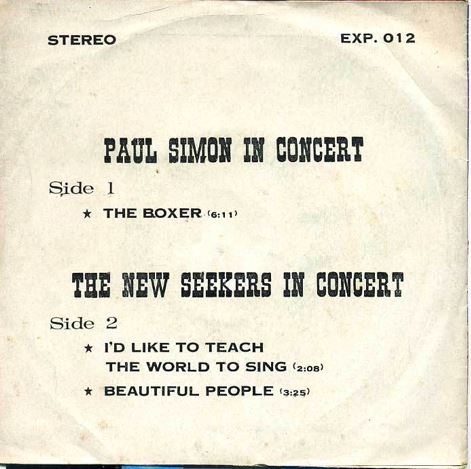 STEREO EXP. 012
PAUL SIMON IN CONCERT
Side 1
★ THE BOXER (6:11)
THE NEW SEEKERS IN CONCERT
Side 2
★ I'D LIKE TO TEACH
THE WORLD TO SING (2:08)
★ BEAUTIFUL PEOPLE (3:25)